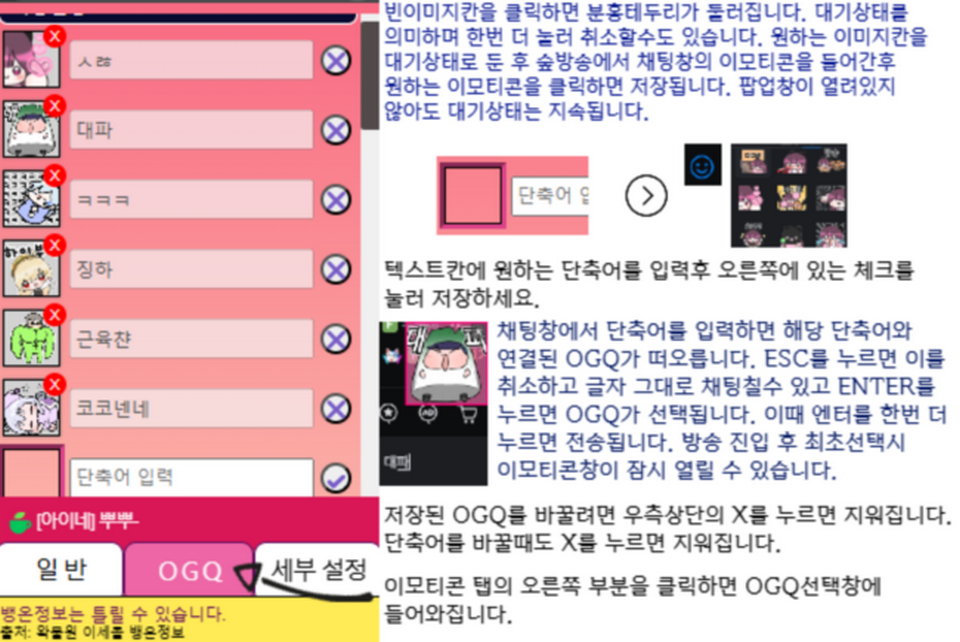 ㅅㄹㅎ
대파
ㅋㅋㅋ
하이
징하
근육챤
코코넨네
단축어 입력
[아이네] 뿌뿌
일반
OGQ
세부 설정
뱅온정보는 틀릴 수 있습니다.
출처: 왁물원 이세돌 뱅온정보
빈이미지칸을 클릭하면 분홍테두리가 둘러집니다. 대기상태를
의미하며 한번 더 눌러 취소할수도 있습니다. 원하는 이미지칸을
대기상태로 둔 후 숲방송에서 채팅창의 이모티콘을 들어간후
원하는 이모티콘을 클릭하면 저장됩니다. 팝업창이 열려있지
않아도 대기상태는 지속됩니다.
단축어 입
텍스트칸에 원하는 단축어를 입력후 오른쪽에 있는 체크를
눌러 저장하세요.
대파
채팅창에서 단축어를 입력하면 해당 단축어와
연결된 OGQ가 떠오릅니다. ESC를 누르면 이를
취소하고 글자 그대로 채팅칠수 있고 ENTER를
누르면 OGQ가 선택됩니다. 이때 엔터를 한번 더
누르면 전송됩니다. 방송 진입 후 최초선택시
이모티콘창이 잠시 열릴 수 있습니다.
저장된 OGQ를 바꿀려면 우측상단의 X를 누르면 지워집니다.
단축어를 바꿀때도 X를 누르면 지워집니다.
이모티콘 탭의 오른쪽 부분을 클릭하면 OGQ선택창에
들어와집니다.